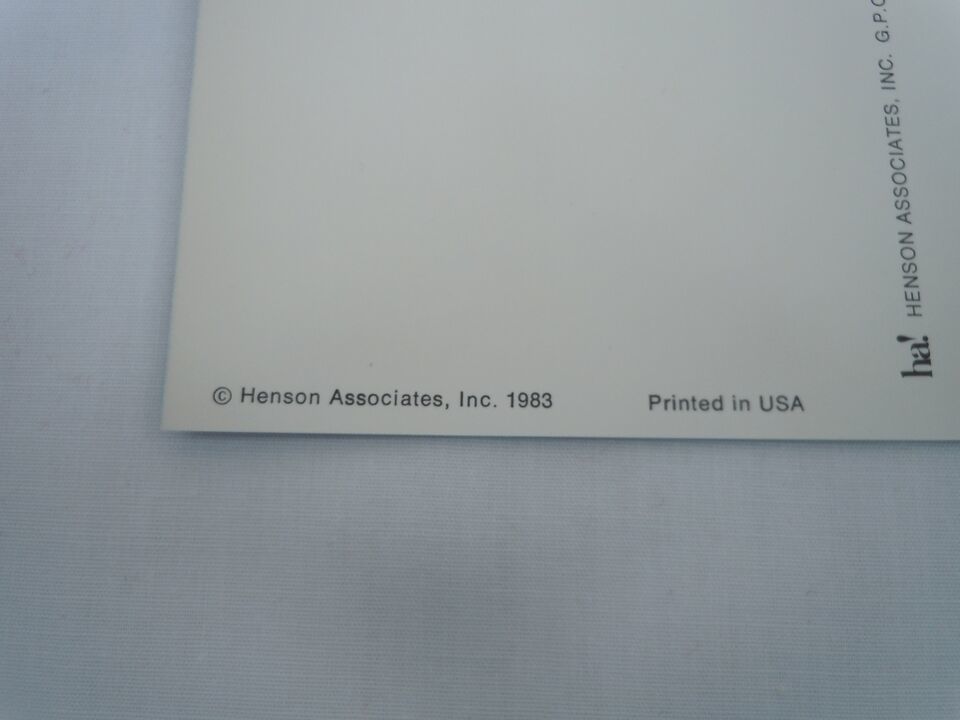 © Henson Associates, Inc. 1983
Printed in USA
ha! HENSON ASSOCIATES, INC. G.P.O